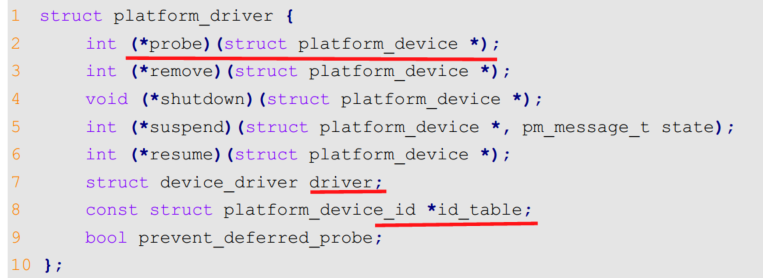 1 struct platform_driver {
2 int (*probe)(struct platform_device *);
3 int (*remove)(struct platform_device *);
4 void (*shutdown)(struct platform_device *);
5 int (*suspend)(struct platform_device *, pm_message_t state);
6 int (*resume)(struct platform_device *);
7 struct device_driver driver;
8 const struct platform_device_id *id_table;
9 bool prevent_deferred_probe;
10 };